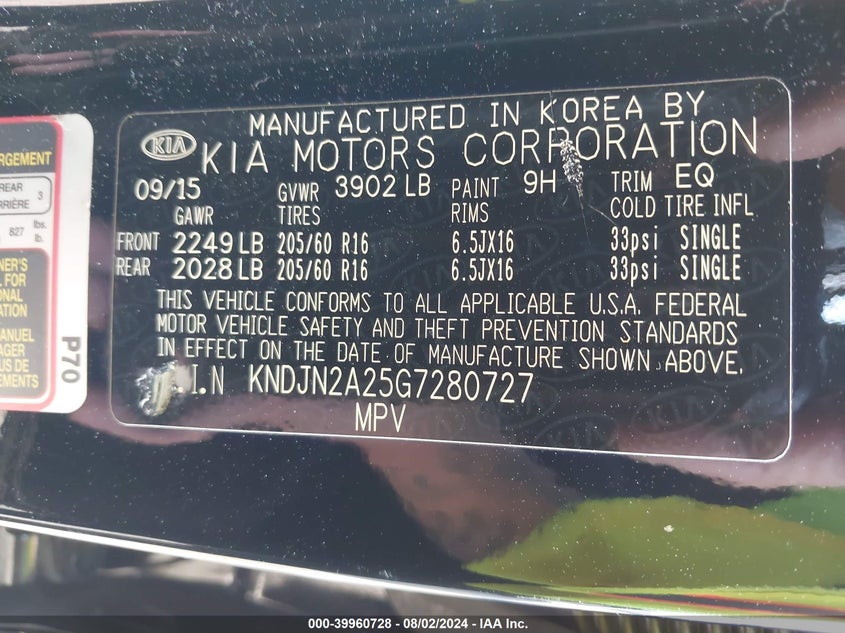 MANUFACTURED IN KOREA BY
KIA
KIA MOTORS CORPORATION
09/15 GVWR 3902 LB PAINT 9H TRIM EQ
GAWR TIRES RIMS COLD TIRE INFL
FRONT 2249 LB 205/60 R16 6.5JX16 33psi SINGLE
REAR 2028 LB 205/60 R16 6.5JX16 33psi SINGLE
THIS VEHICLE CONFORMS TO ALL APPLICABLE U.S.A. FEDERAL
MOTOR VEHICLE SAFETY AND THEFT PREVENTION STANDARDS
IN EFFECT ON THE DATE OF MANUFACTURE SHOWN ABOVE.
.I.N KNDJN2A25G7280727
MPV
REAR
3
827 lbs.
P70
000-39960728 - 08/02/2024 - IAA Inc.